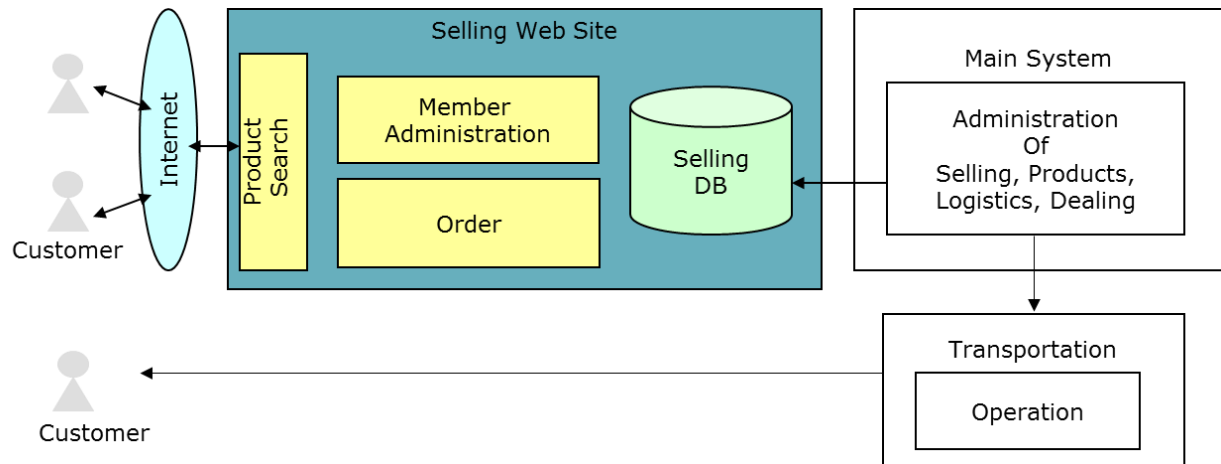 Selling Web Site
Internet
Product
Search
Member
Administration
Order
Selling
DB
Customer
Main System
Administration
Of
Selling, Products,
Logistics, Dealing
Transportation
Operation
Customer